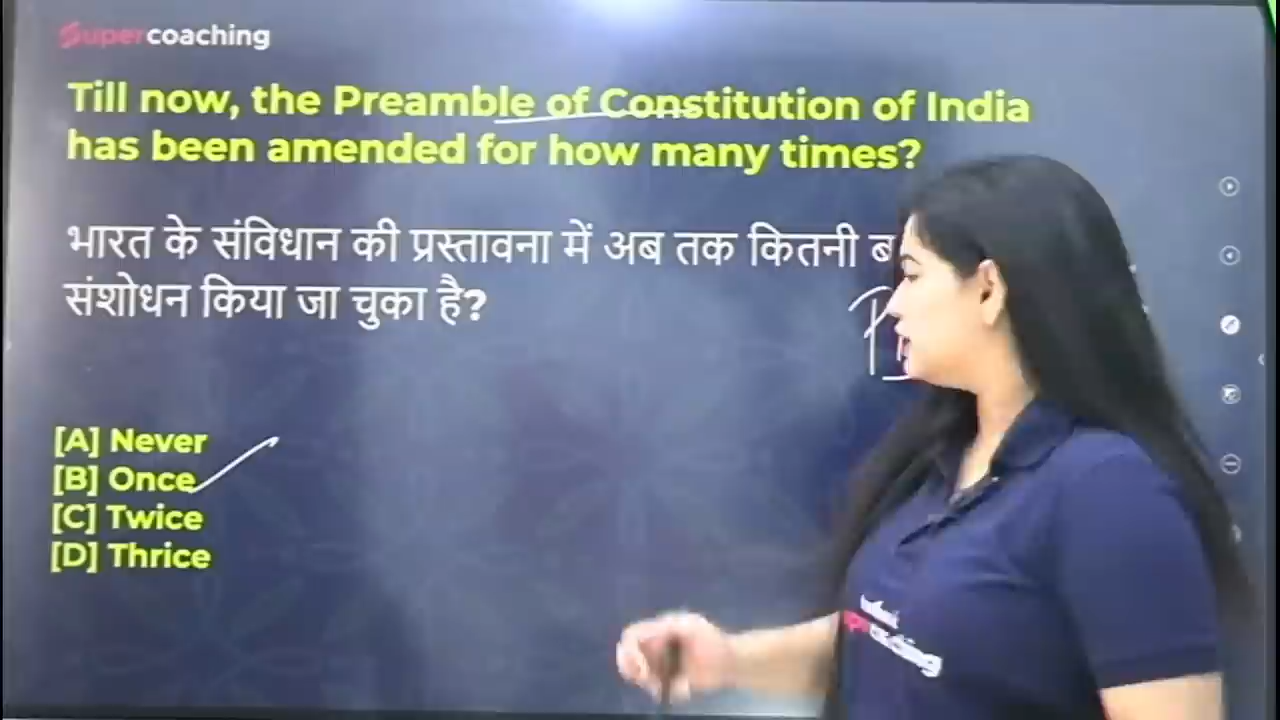 Supercoaching
Till now, the Preamble of Constitution of India
has been amended for how many times?
भारत के संविधान की प्रस्तावना में अब तक कितनी
संशोधन किया जा चुका है?
[A] Never
[B] Once
[C] Twice
[D] Thrice